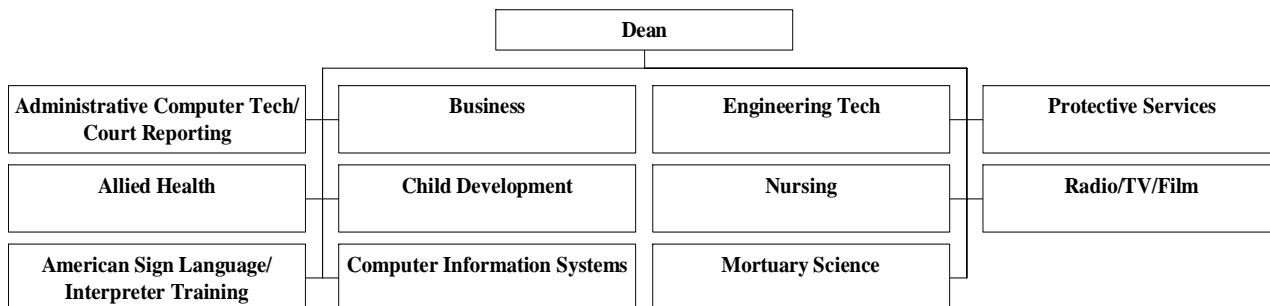 Dean
Administrative Computer Tech/
Court Reporting
Business
Engineering Tech
Protective Services
Allied Health
Child Development
Nursing
Radio/TV/Film
American Sign Language/
Interpreter Training
Computer Information Systems
Mortuary Science